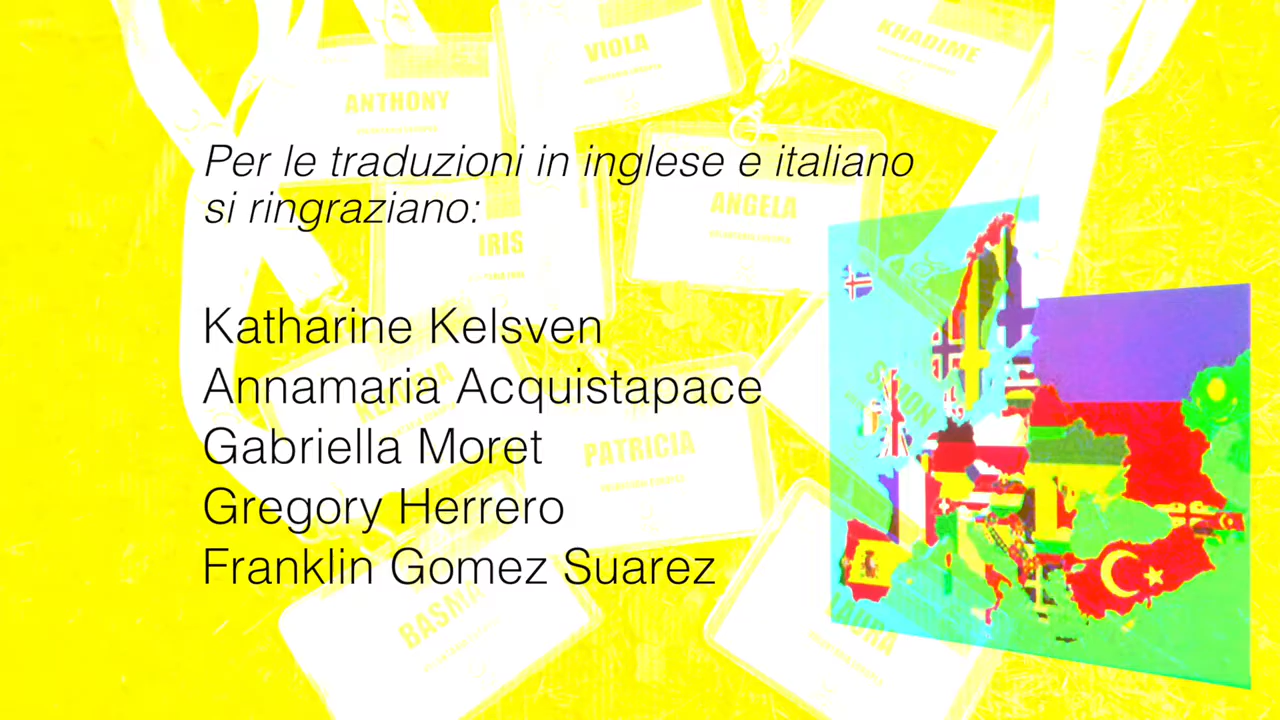 VIOLA
KHADIME
ANTHONY
Per le traduzioni in inglese e italiano
si ringraziano:
ANGELA
IRIS
Katharine Kelsven
Annamaria Acquistapace
Gabriella Moret
PATRICIA
Gregory Herrero
Franklin Gomez Suarez
BASMA
LAURA